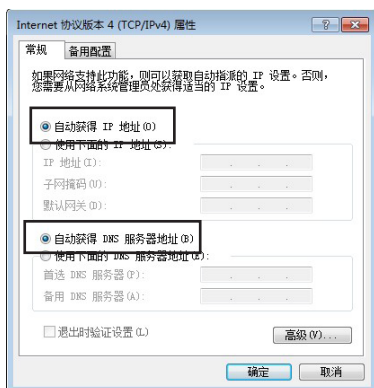 Internet 协议版本 4 (TCP/IPv4) 属性
常规 备用配置
如果网络支持此功能，则可以获取自动指派的 IP 设置。否则，
您需要从网络系统管理员处获得适当的 IP 设置。
自动获得 IP 地址(O)
使用下面的 IP 地址(S):
IP 地址(I):
子网掩码(U):
默认网关(D):
自动获得 DNS 服务器地址(B)
使用下面的 DNS 服务器地址(E):
首选 DNS 服务器(P):
备用 DNS 服务器(A):
退出时验证设置(L)
高级(V)...
确定 取消